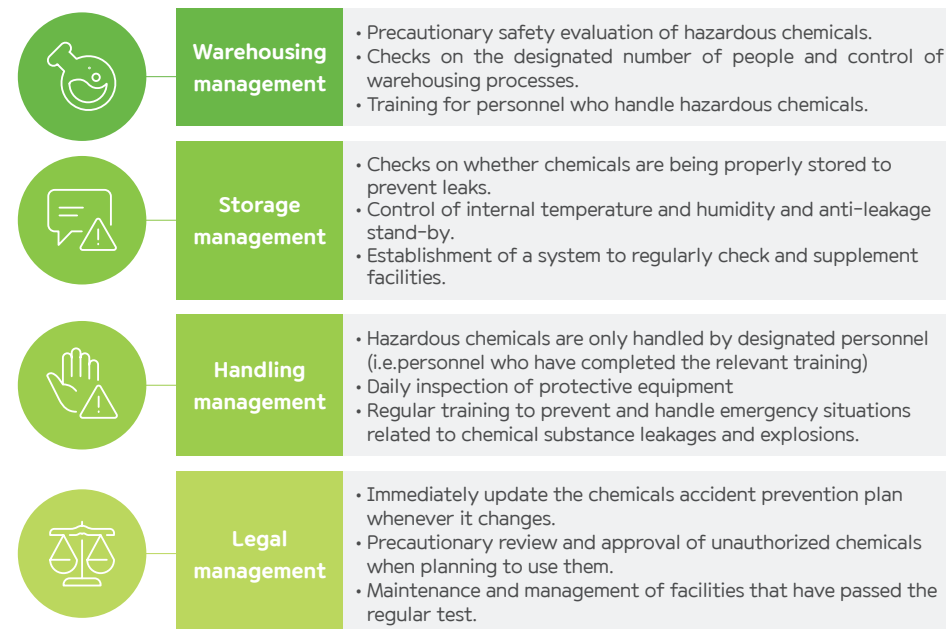 Warehousing
management
• Precautionary safety evaluation of hazardous chemicals.
• Checks on the designated number of people and control of
warehousing processes.
• Training for personnel who handle hazardous chemicals.
Storage
management
• Checks on whether chemicals are being properly stored to
prevent leaks.
• Control of internal temperature and humidity and anti-leakage
stand-by.
• Establishment of a system to regularly check and supplement
facilities.
Handling
management
• Hazardous chemicals are only handled by designated personnel
(i.e.personnel who have completed the relevant training)
• Daily inspection of protective equipment
• Regular training to prevent and handle emergency situations
related to chemical substance leakages and explosions.
Legal
management
• Immediately update the chemicals accident prevention plan
whenever it changes.
• Precautionary review and approval of unauthorized chemicals
when planning to use them.
• Maintenance and management of facilities that have passed the
regular test.